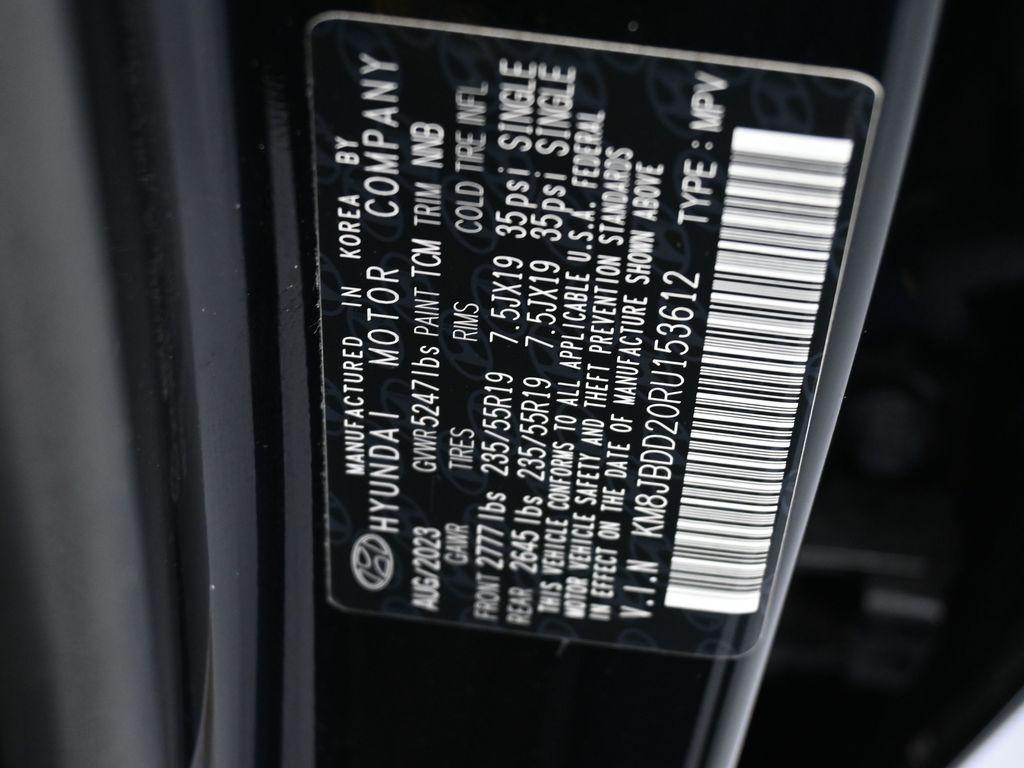 MANUFACTURED IN KOREA BY
HYUNDAI MOTOR COMPANY
AUG/2023 GVWR5247lbs PAINT TCM TRIM NNB
GAWR TIRES RIMS COLD TIRE INFL
FRONT 2777lbs 235/55R19 7.5JX19 35psi SINGLE
REAR 2645lbs 235/55R19 7.5JX19 35psi SINGLE
THIS VEHICLE CONFORMS TO ALL APPLICABLE U.S.A. FEDERAL
MOTOR VEHICLE SAFETY AND THEFT PREVENTION STANDARDS
IN EFFECT ON THE DATE OF MANUFACTURE SHOWN ABOVE
V.I.N KM8JBDD20RU153612 TYPE : MPV